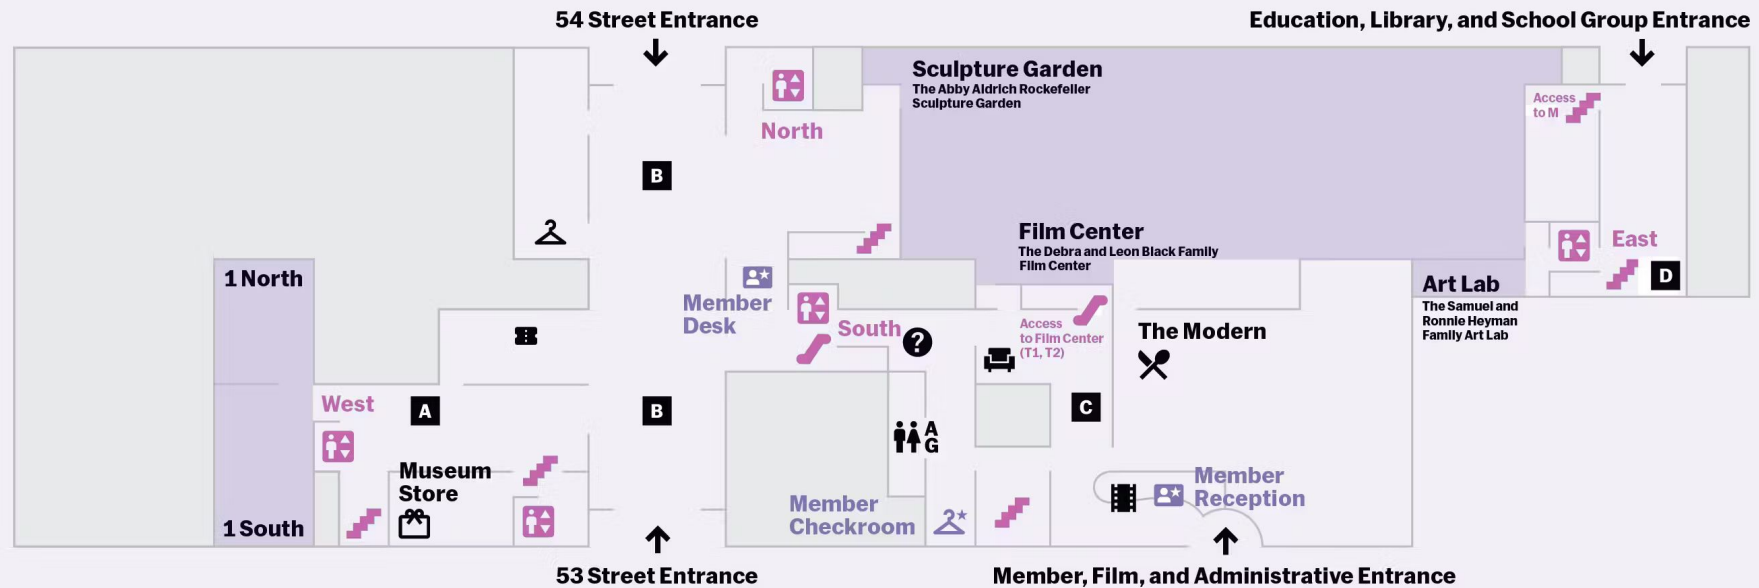 54 Street Entrance
Education, Library, and School Group Entrance
Sculpture Garden
The Abby Aldrich Rockefeller
Sculpture Garden
Access
to M
North
B
Film Center
The Debra and Leon Black Family
Film Center
East
D
1 North
Member
Desk
Art Lab
The Samuel and
Ronnie Heyman
Family Art Lab
South
?
Access
to Film Center
(T1, T2)
The Modern
West
A
B
C
A
G
Museum
Store
Member
Reception
Member
Checkroom
1 South
53 Street Entrance
Member, Film, and Administrative Entrance